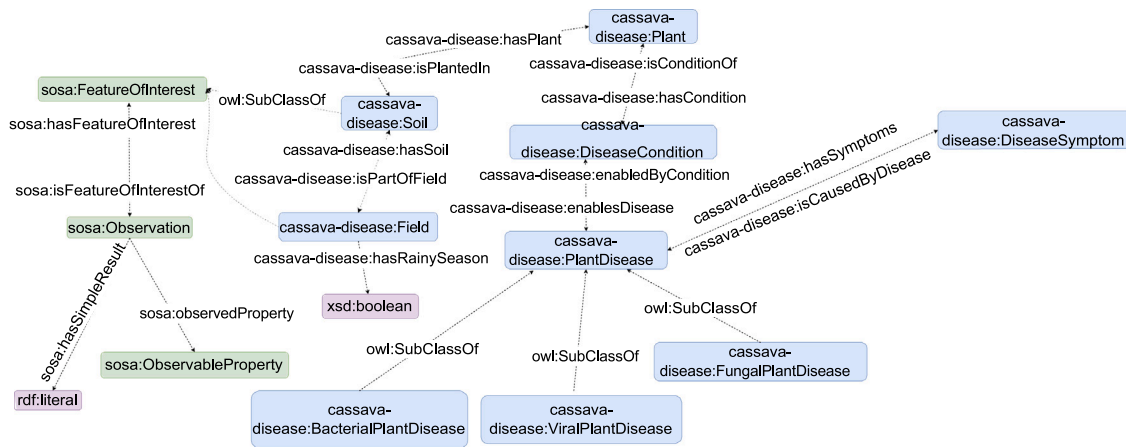 cassava-
disease:Plant
cassava-disease:hasPlant
cassava-disease:isPlantedIn
cassava-disease:isConditionOf
sosa:FeatureOfInterest
owl:SubClassOf
cassava-
disease:Soil
cassava-disease:hasCondition
sosa:hasFeatureOfInterest
cassava-
disease:DiseaseCondition
cassava-
disease:DiseaseSymptom
cassava-disease:hasSoil
cassava-disease:enabledByCondition
cassava-disease:hasSymptoms
cassava-disease:isCausedByDisease
sosa:isFeatureOfInterestOf
cassava-disease:isPartOfField
cassava-disease:enablesDisease
sosa:Observation
cassava-disease:Field
cassava-
disease:PlantDisease
cassava-disease:hasRainySeason
sosa:hasSimpleResult
sosa:observedProperty
xsd:boolean
owl:SubClassOf
owl:SubClassOf
owl:SubClassOf
sosa:ObservableProperty
cassava-
disease:FungalPlantDisease
rdf:literal
cassava-
disease:BacterialPlantDisease
cassava-
disease:ViralPlantDisease